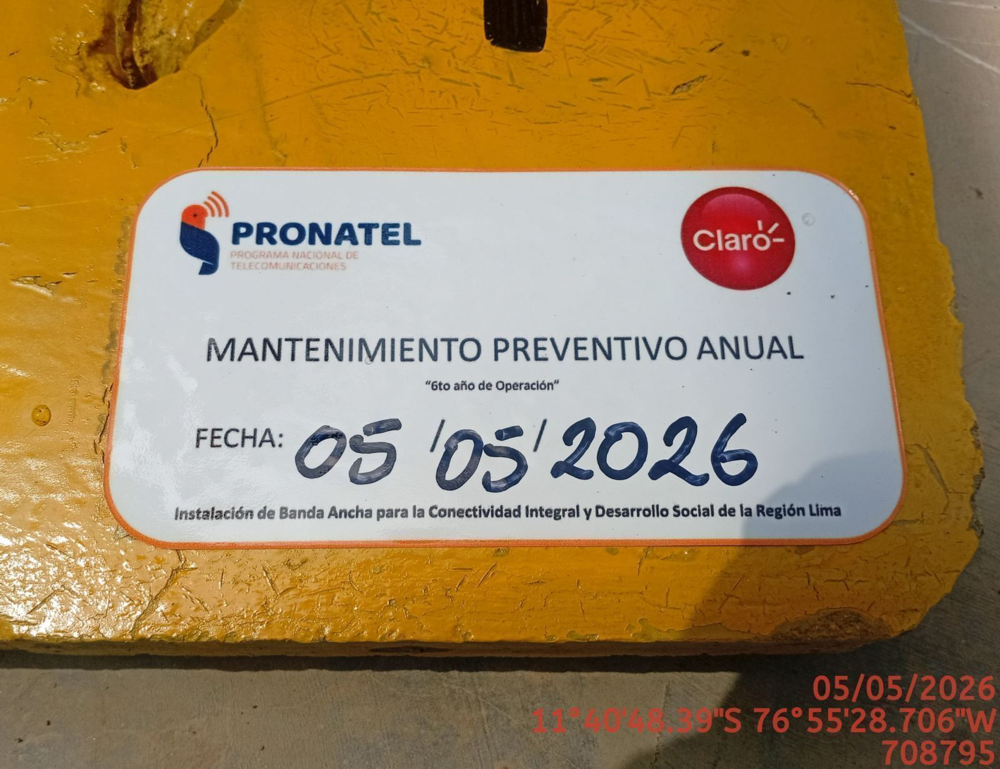 PRONATEL
PROGRAMA NACIONAL DE
TELECOMUNICACIONES
Claro
MANTENIMIENTO PREVENTIVO ANUAL
"6to año de Operación"
FECHA: 05/05/2026
Instalación de Banda Ancha para la Conectividad Integral y Desarrollo Social de la Región Lima
05/05/2026
11°40'48.39"S 76°55'28.706"W
708795